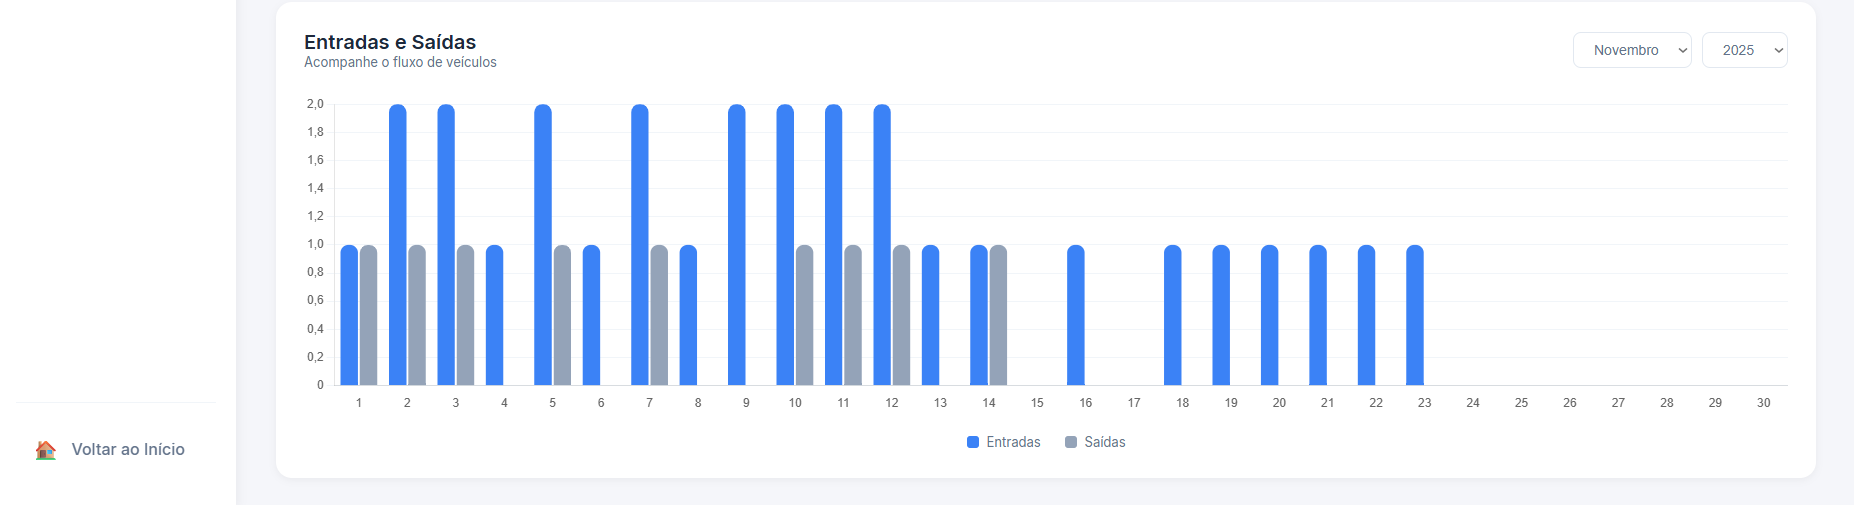 Entradas e Saídas
Acompanhe o fluxo de veículos
Novembro
2025
2,0
1,8
1,6
1,4
1,2
1,0
0,8
0,6
0,4
0,2
0
1 2 3 4 5 6 7 8 9 10 11 12 13 14 15 16 17 18 19 20 21 22 23 24 25 26 27 28 29 30
Entradas Saídas
Voltar ao Início